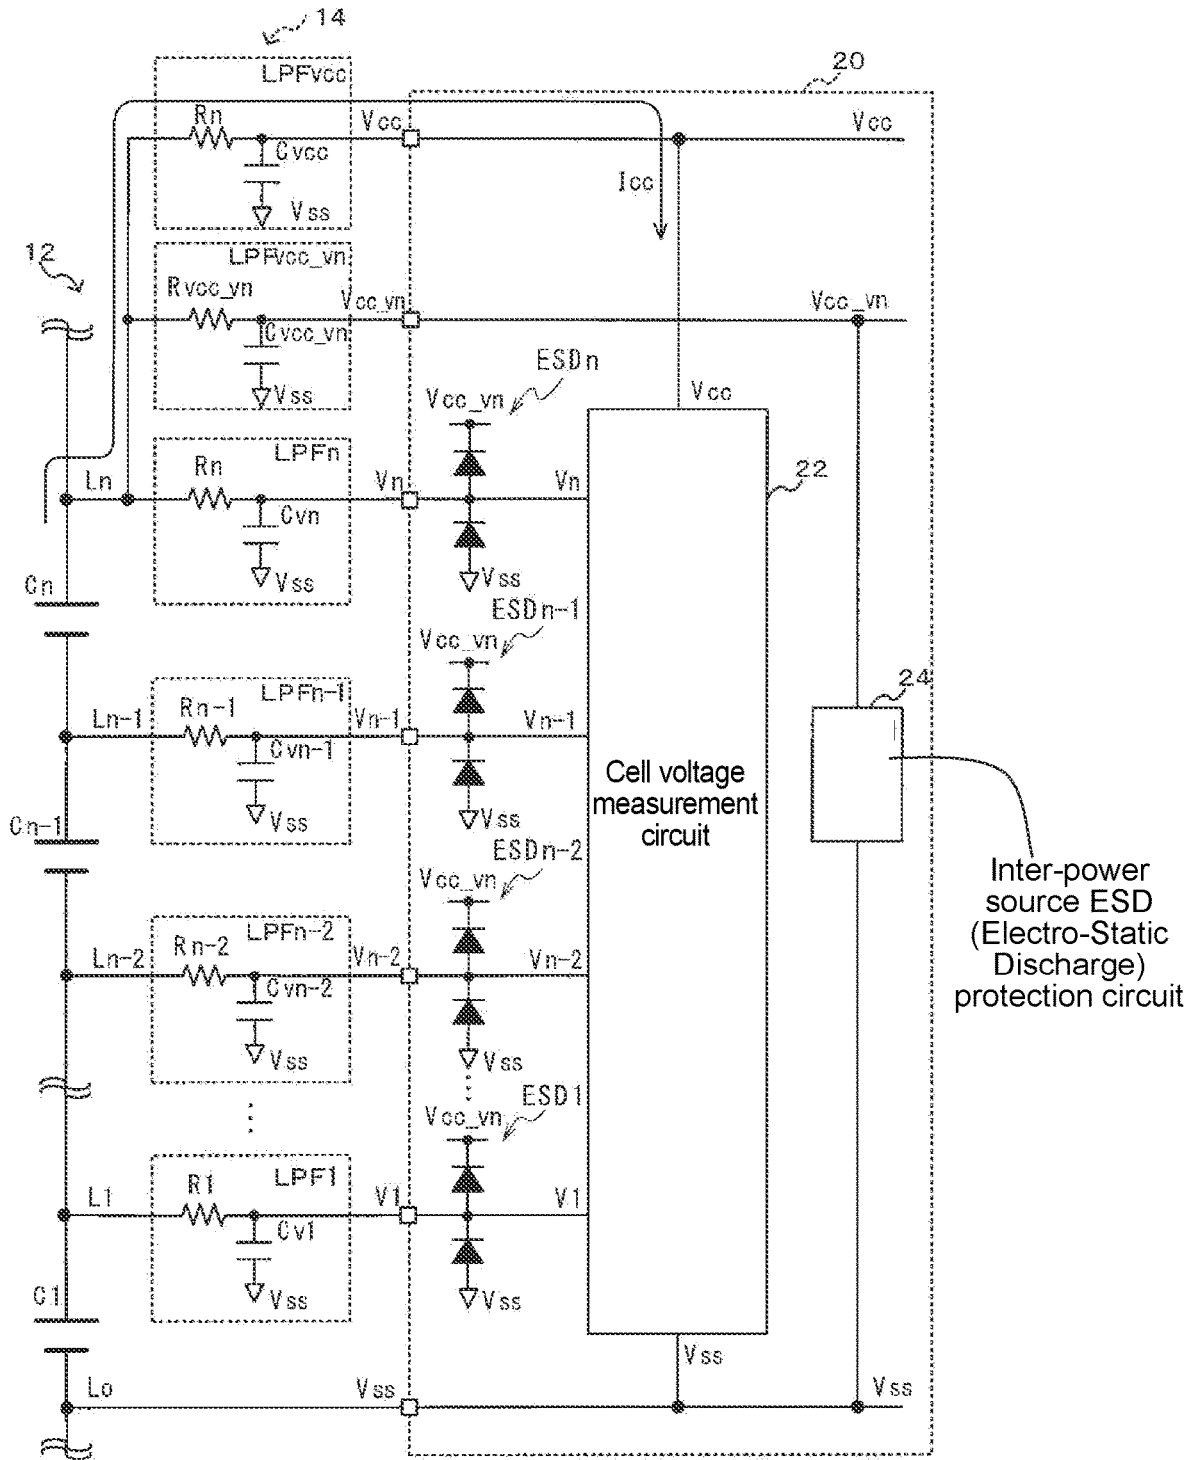 14
LPFvcc
20
Rn
Vcc
Vcc
Cvcc
Icc
Vss
12
LPFvcc_vn
Rvcc_vn
Vcc_vn
Vcc_vn
Cvcc_vn
ESDn
Vss
Vcc_vn
Vcc
LPFn
22
Ln
Rn
Vn
Vn
Cvn
Vss
Vss
Cn
ESDn-1
Vcc_vn
24
LPFn-1
Ln-1
Rn-1
Vn-1
Vn-1
Cvn-1
Cell voltage
measurement
circuit
Vss
Vss
Cn-1
ESDn-2
Inter-power
source ESD
(Electro-Static
Discharge)
protection circuit
Vcc_vn
LPFn-2
Ln-2
Rn-2
Vn-2
Vn-2
Cvn-2
Vss
Vss
ESD1
Vcc_vn
LPF1
L1
R1
V1
V1
Cv1
Vss
Vss
C1
Vss
Lo
Vss
Vss